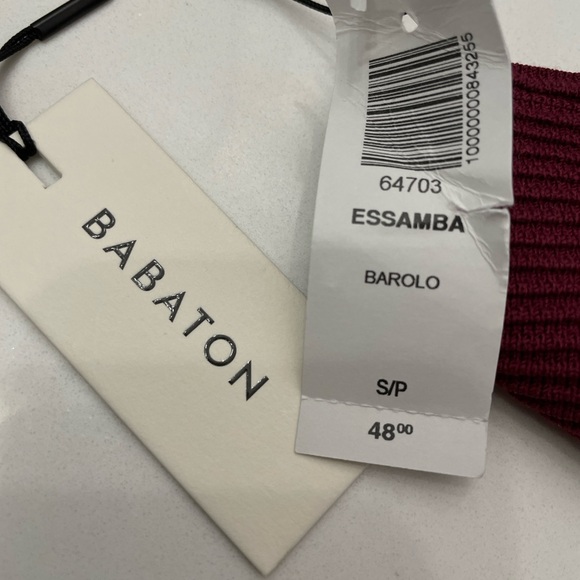 BABATON
1000000843255
64703
ESSAMBA
BAROLO
S/P
48⁰⁰